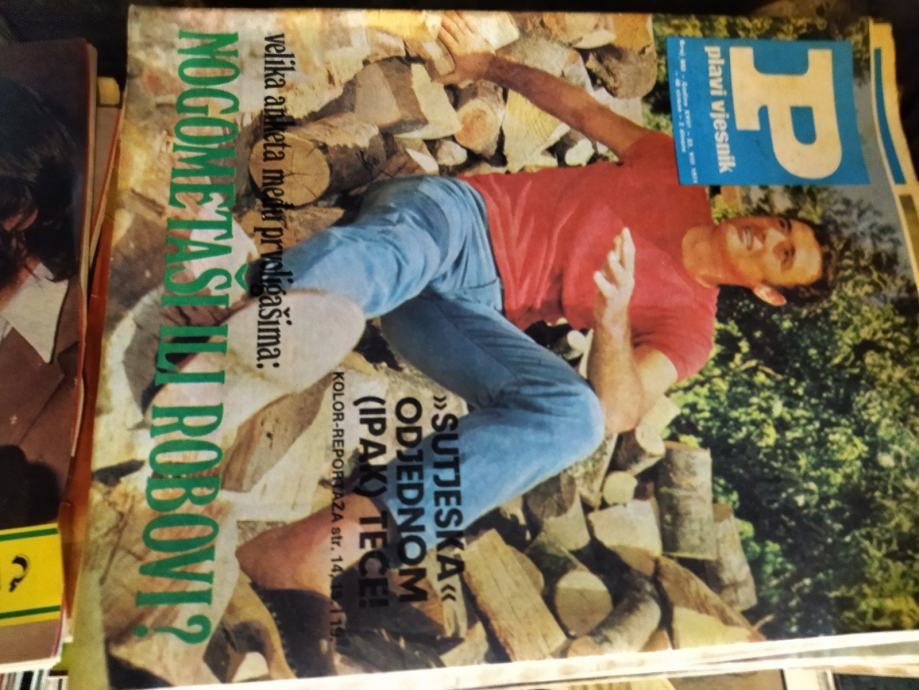 P
plavi vjesnik
velika anketa među prvoligašima:
NOGOMETAŠI ILI ROBOVI?
»SUTJESKA«
ODJEDNOM
(IPAK) TEČE!
KOLOR-REPORTAŽA str. 14,